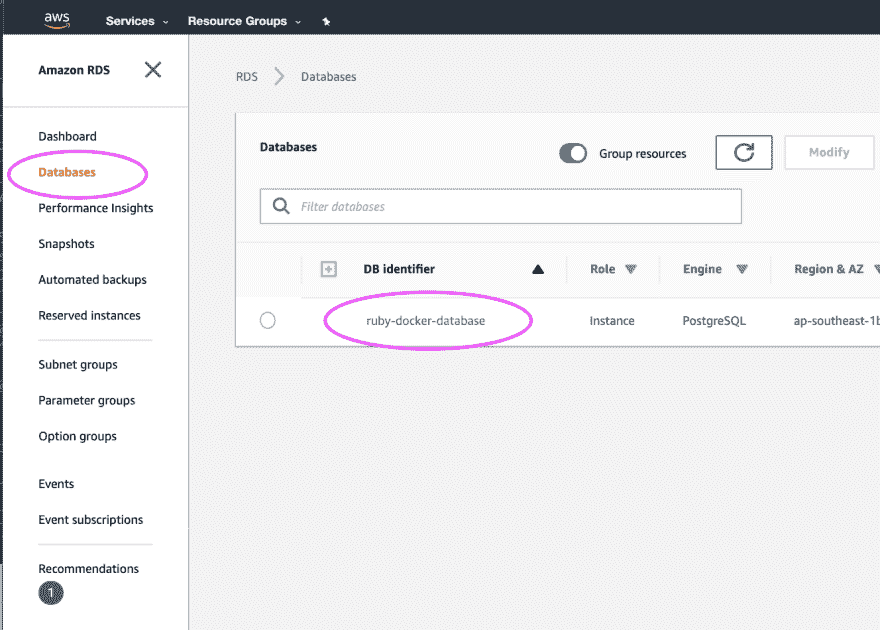 aws Services Resource Groups
Amazon RDS
Dashboard
Databases
Performance Insights
Snapshots
Automated backups
Reserved instances
Subnet groups
Parameter groups
Option groups
Events
Event subscriptions
Recommendations
1
RDS Databases
Databases Group resources Modify
Filter databases
DB identifier Role Engine Region & AZ
ruby-docker-database Instance PostgreSQL ap-southeast-1b